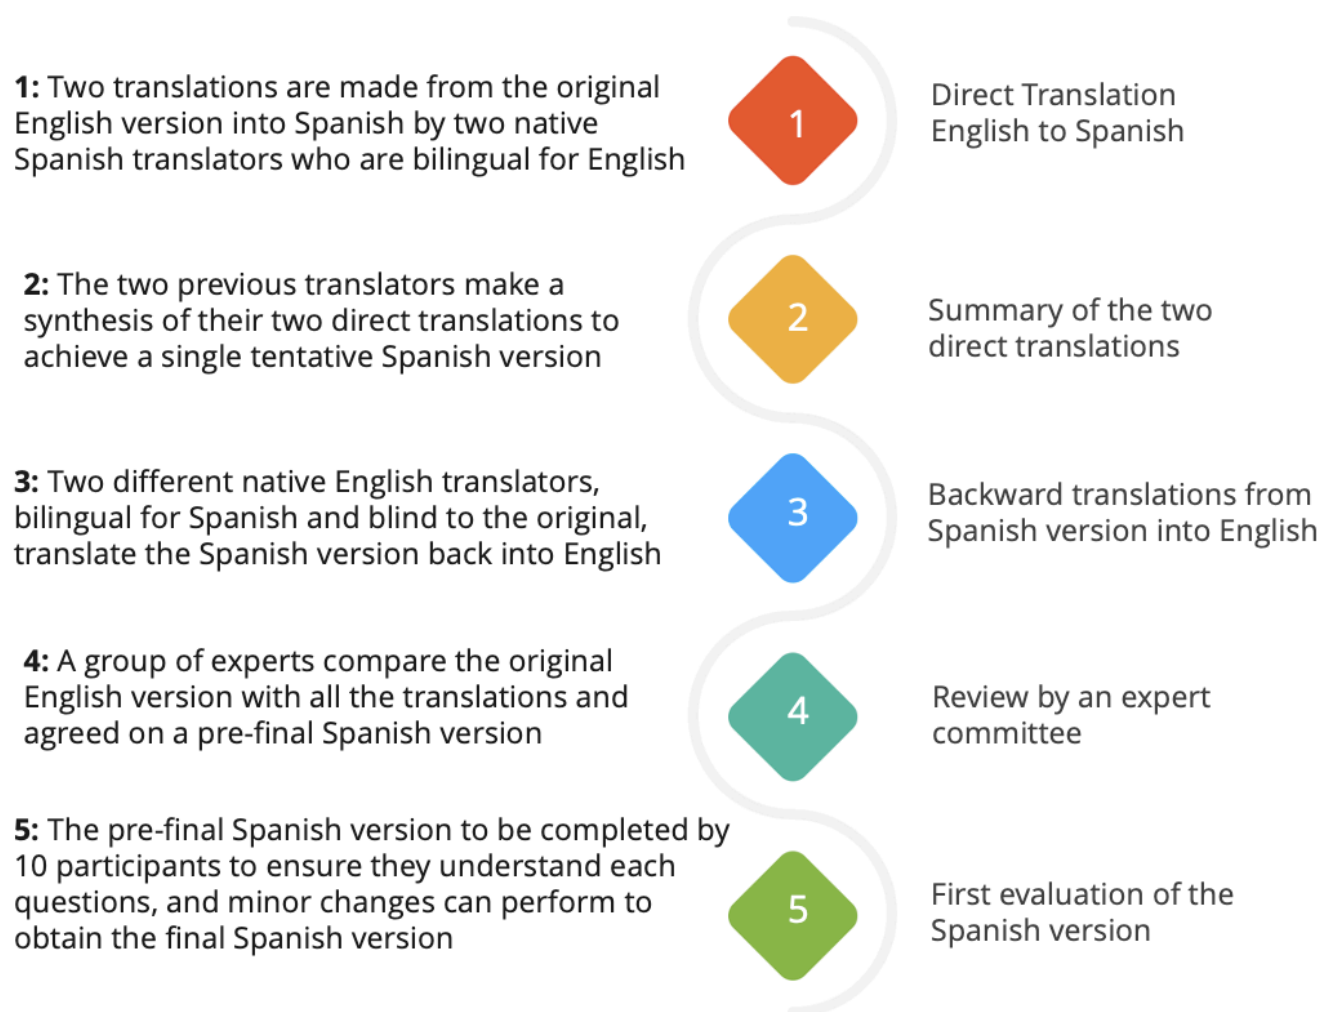 1: Two translations are made from the original
English version into Spanish by two native
Spanish translators who are bilingual for English
1
Direct Translation
English to Spanish
2: The two previous translators make a
synthesis of their two direct translations to
achieve a single tentative Spanish version
2
Summary of the two
direct translations
3: Two different native English translators,
bilingual for Spanish and blind to the original,
translate the Spanish version back into English
3
Backward translations from
Spanish version into English
4: A group of experts compare the original
English version with all the translations and
agreed on a pre-final Spanish version
4
Review by an expert
committee
5: The pre-final Spanish version to be completed by
10 participants to ensure they understand each
questions, and minor changes can perform to
obtain the final Spanish version
5
First evaluation of the
Spanish version